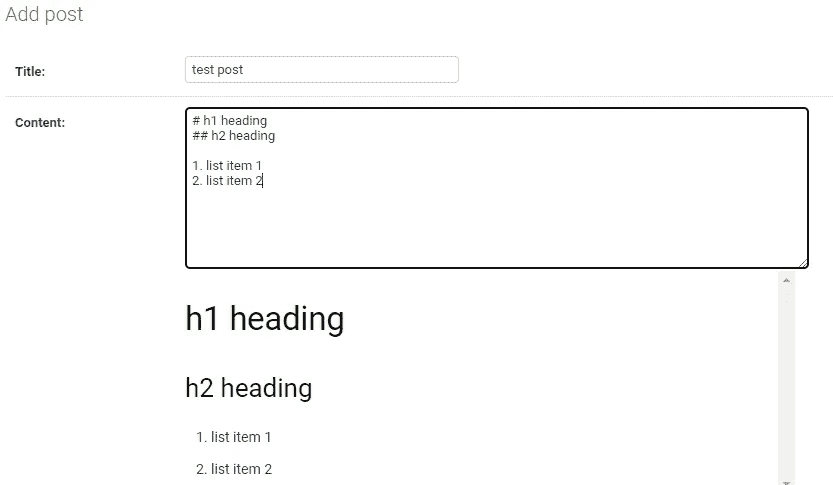 Add post
Title:
test post
Content:
# h1 heading
## h2 heading
1. list item 1
2. list item 2
h1 heading
h2 heading
1. list item 1
2. list item 2